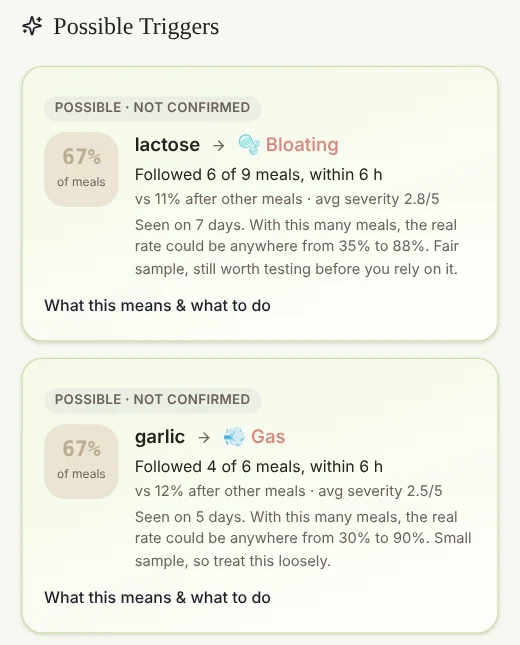 Possible Triggers
POSSIBLE · NOT CONFIRMED
67%
of meals
lactose → 🫧 Bloating
Followed 6 of 9 meals, within 6 h
vs 11% after other meals · avg severity 2.8/5
Seen on 7 days. With this many meals, the real
rate could be anywhere from 35% to 88%. Fair
sample, still worth testing before you rely on it.
What this means & what to do
POSSIBLE · NOT CONFIRMED
67%
of meals
garlic → 💨 Gas
Followed 4 of 6 meals, within 6 h
vs 12% after other meals · avg severity 2.5/5
Seen on 5 days. With this many meals, the real
rate could be anywhere from 30% to 90%. Small
sample, so treat this loosely.
What this means & what to do